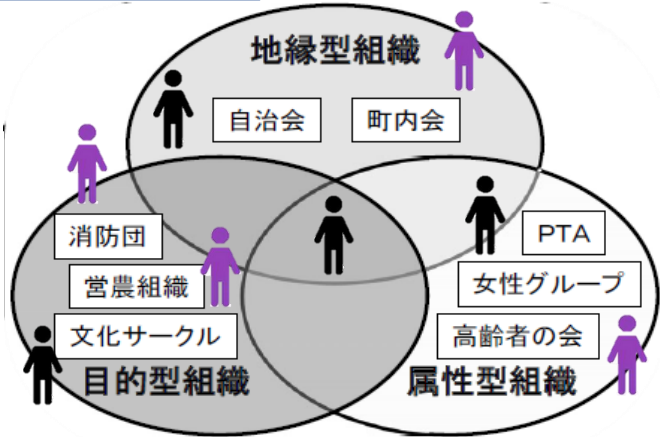 地縁型組織
自治会
町内会
消防団
営農組織
文化サークル
目的型組織
PTA
女性グループ
高齢者の会
属性型組織